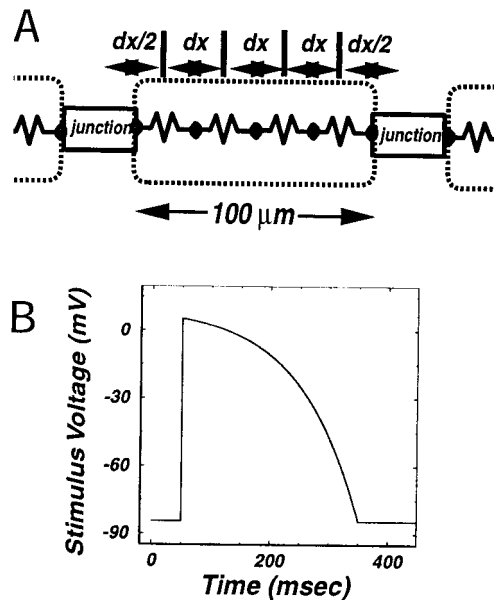 A
dx/2 dx dx dx dx/2
junction junction
100 μm
B
Stimulus Voltage (mV)
0
-30
-60
-90
0 200 400
Time (msec)